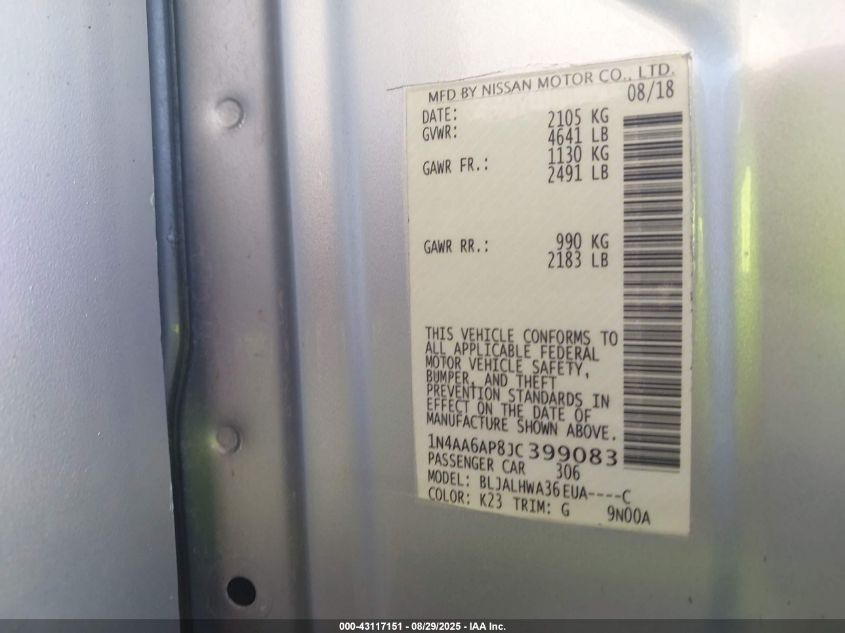 MFD BY NISSAN MOTOR CO., LTD.
DATE: 08/18
GVWR: 2105 KG
4641 LB
GAWR FR.: 1130 KG
2491 LB
GAWR RR.: 990 KG
2183 LB
THIS VEHICLE CONFORMS TO
ALL APPLICABLE FEDERAL
MOTOR VEHICLE SAFETY,
BUMPER, AND THEFT
PREVENTION STANDARDS IN
EFFECT ON THE DATE OF
MANUFACTURE SHOWN ABOVE.
1N4AA6AP8JC399083
PASSENGER CAR 306
MODEL: BLJALHWA36EUA----C
COLOR: K23 TRIM: G 9N00A
000-43117151 - 08/29/2025 - IAA Inc.